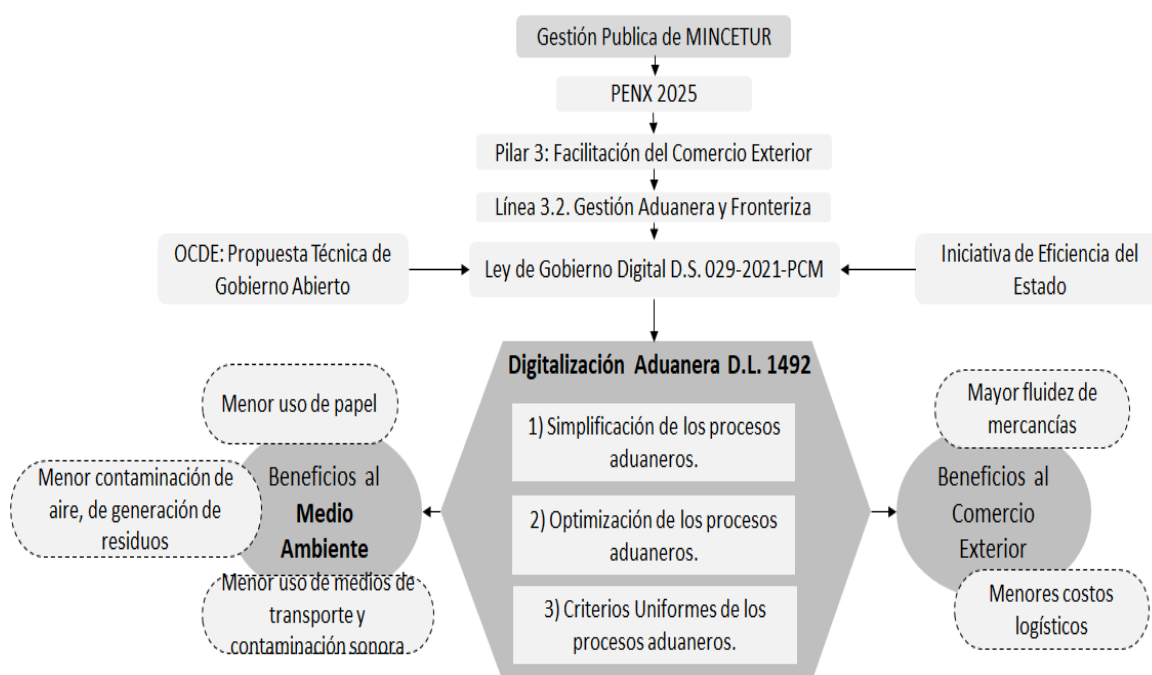 Gestión Publica de MINCETUR
PENX 2025
Pilar 3: Facilitación del Comercio Exterior
Línea 3.2. Gestión Aduanera y Fronteriza
OCDE: Propuesta Técnica de
Gobierno Abierto
Ley de Gobierno Digital D.S. 029-2021-PCM
Iniciativa de Eficiencia del
Estado
Digitalización Aduanera D.L. 1492
1) Simplificación de los procesos
aduaneros.
2) Optimización de los procesos
aduaneros.
3) Criterios Uniformes de los
procesos aduaneros.
Menor uso de papel
Menor contaminación de
aire, de generación de
residuos
Beneficios al
Medio
Ambiente
Menor uso de medios de
transporte y
contaminación sonora
Mayor fluidez de
mercancías
Beneficios al
Comercio
Exterior
Menores costos
logísticos